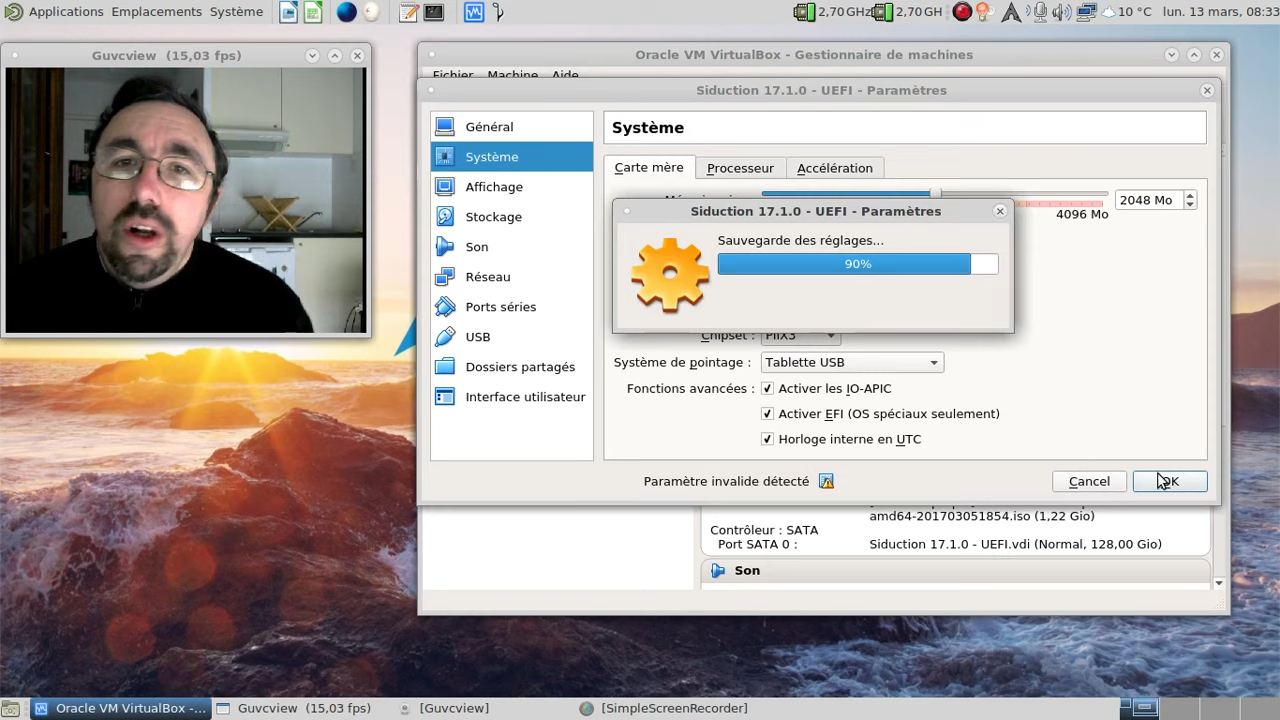 Applications Emplacements Système 2,70 GHz 2,70 GH 10 °C lun. 13 mars, 08:33
Guvcview (15,03 fps)
Oracle VM VirtualBox - Gestionnaire de machines
Fichier Machine Aide
Siduction 17.1.0 - UEFI - Paramètres
Général
Système
Affichage
Stockage
Son
Réseau
Ports séries
USB
Dossiers partagés
Interface utilisateur
Système
Carte mère Processeur Accélération
2048 Mo
4096 Mo
Siduction 17.1.0 - UEFI - Paramètres
Sauvegarde des réglages...
90%
Chipset : PIIX3
Système de pointage : Tablette USB
Fonctions avancées : Activer les IO-APIC
Activer EFI (OS spéciaux seulement)
Horloge interne en UTC
Paramètre invalide détecté
Cancel OK
amd64-201703051854.iso (1,22 Gio)
Contrôleur : SATA
Port SATA 0 : Siduction 17.1.0 - UEFI.vdi (Normal, 128,00 Gio)
Son
Oracle VM VirtualBox -... Guvcview (15,03 fps) [Guvcview] [SimpleScreenRecorder]